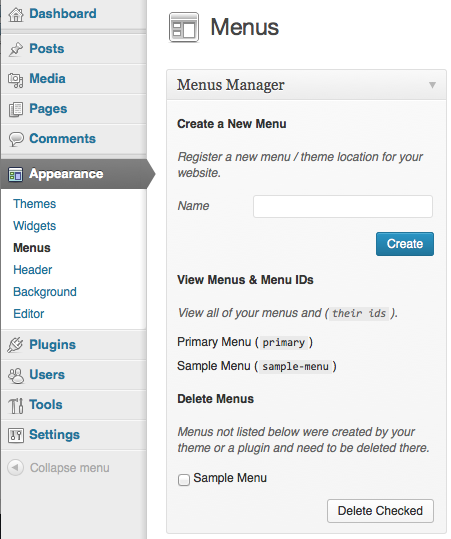 Dashboard
Posts
Media
Pages
Comments
Appearance
Themes
Widgets
Menus
Header
Background
Editor
Plugins
Users
Tools
Settings
Collapse menu
Menus
Menus Manager
Create a New Menu
Register a new menu / theme location for your
website.
Name
Create
View Menus & Menu IDs
View all of your menus and ( their ids ).
Primary Menu ( primary )
Sample Menu ( sample-menu )
Delete Menus
Menus not listed below were created by your
theme or a plugin and need to be deleted there.
Sample Menu
Delete Checked